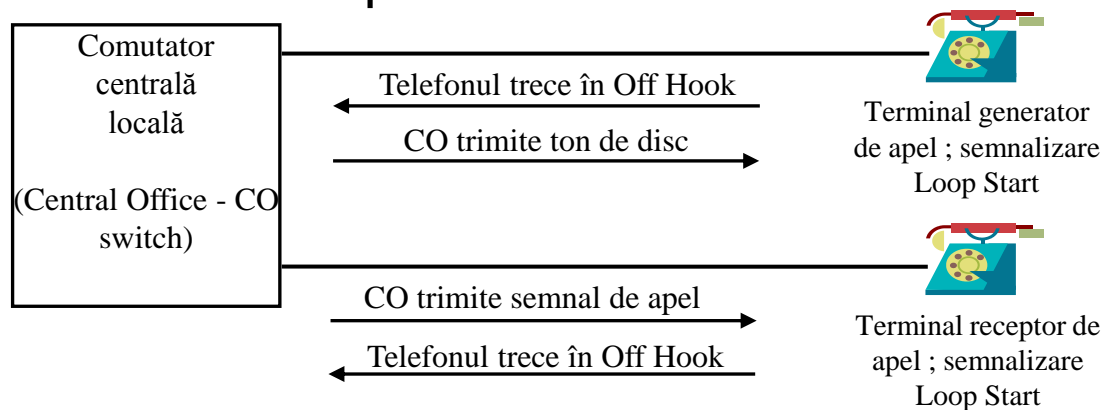 Comutator
centrală
locală
(Central Office - CO
switch)
Telefonul trece în Off Hook
CO trimite ton de disc
Terminal generator
de apel ; semnalizare
Loop Start
CO trimite semnal de apel
Telefonul trece în Off Hook
Terminal receptor de
apel ; semnalizare
Loop Start